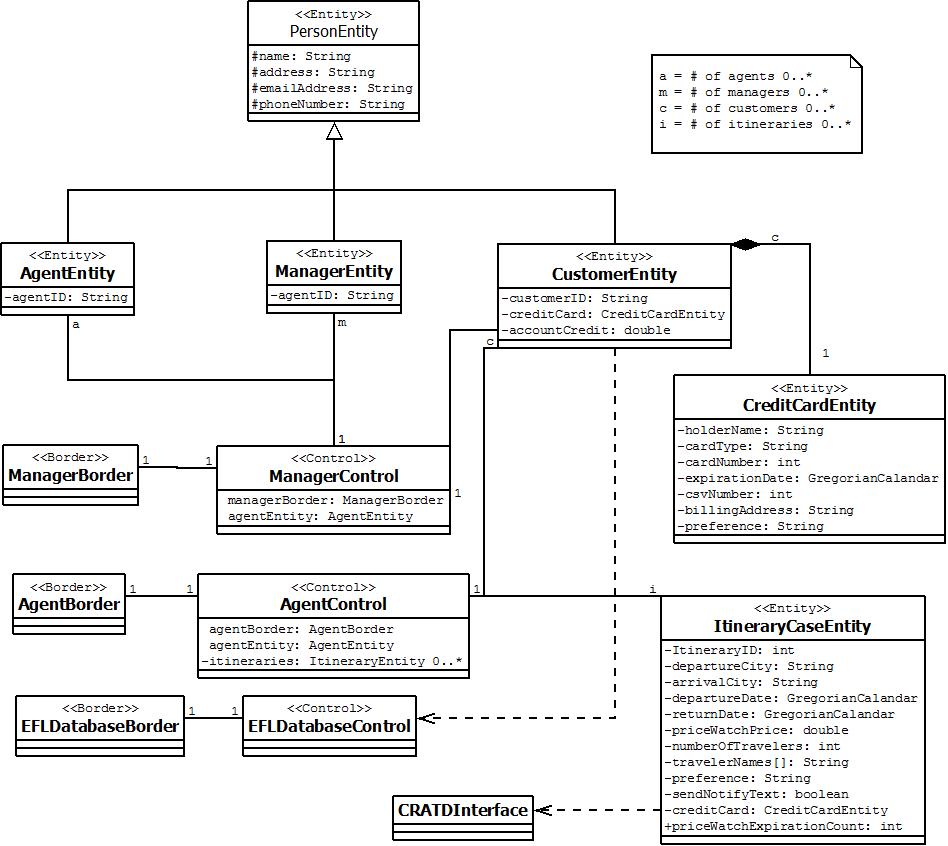 <<Entity>>
PersonEntity
#name: String
#address: String
#emailAddress: String
#phoneNumber: String
a = # of agents 0..*
m = # of managers 0..*
c = # of customers 0..*
i = # of itineraries 0..*
<<Entity>>
AgentEntity
-agentID: String
a
<<Entity>>
ManagerEntity
-agentID: String
m
<<Entity>>
CustomerEntity
-customerID: String
-creditCard: CreditCardEntity
-accountCredit: double
c
c
1
<<Entity>>
CreditCardEntity
-holderName: String
-cardType: String
-cardNumber: int
-expirationDate: GregorianCalandar
-csvNumber: int
-billingAddress: String
-preference: String
<<Border>>
ManagerBorder
1
1
1
<<Control>>
ManagerControl
managerBorder: ManagerBorder
agentEntity: AgentEntity
1
<<Border>>
AgentBorder
1
1
<<Control>>
AgentControl
agentBorder: AgentBorder
agentEntity: AgentEntity
-itineraries: ItineraryEntity 0..*
1
i
<<Entity>>
ItineraryCaseEntity
-ItineraryID: int
-departureCity: String
-arrivalCity: String
-departureDate: GregorianCalandar
-returnDate: GregorianCalandar
-priceWatchPrice: double
-numberOfTravelers: int
-travelerNames[]: String
-preference: String
-sendNotifyText: boolean
-creditCard: CreditCardEntity
+priceWatchExpirationCount: int
<<Border>>
EFLDatabaseBorder
1
1
<<Control>>
EFLDatabaseControl
CRATDInterface